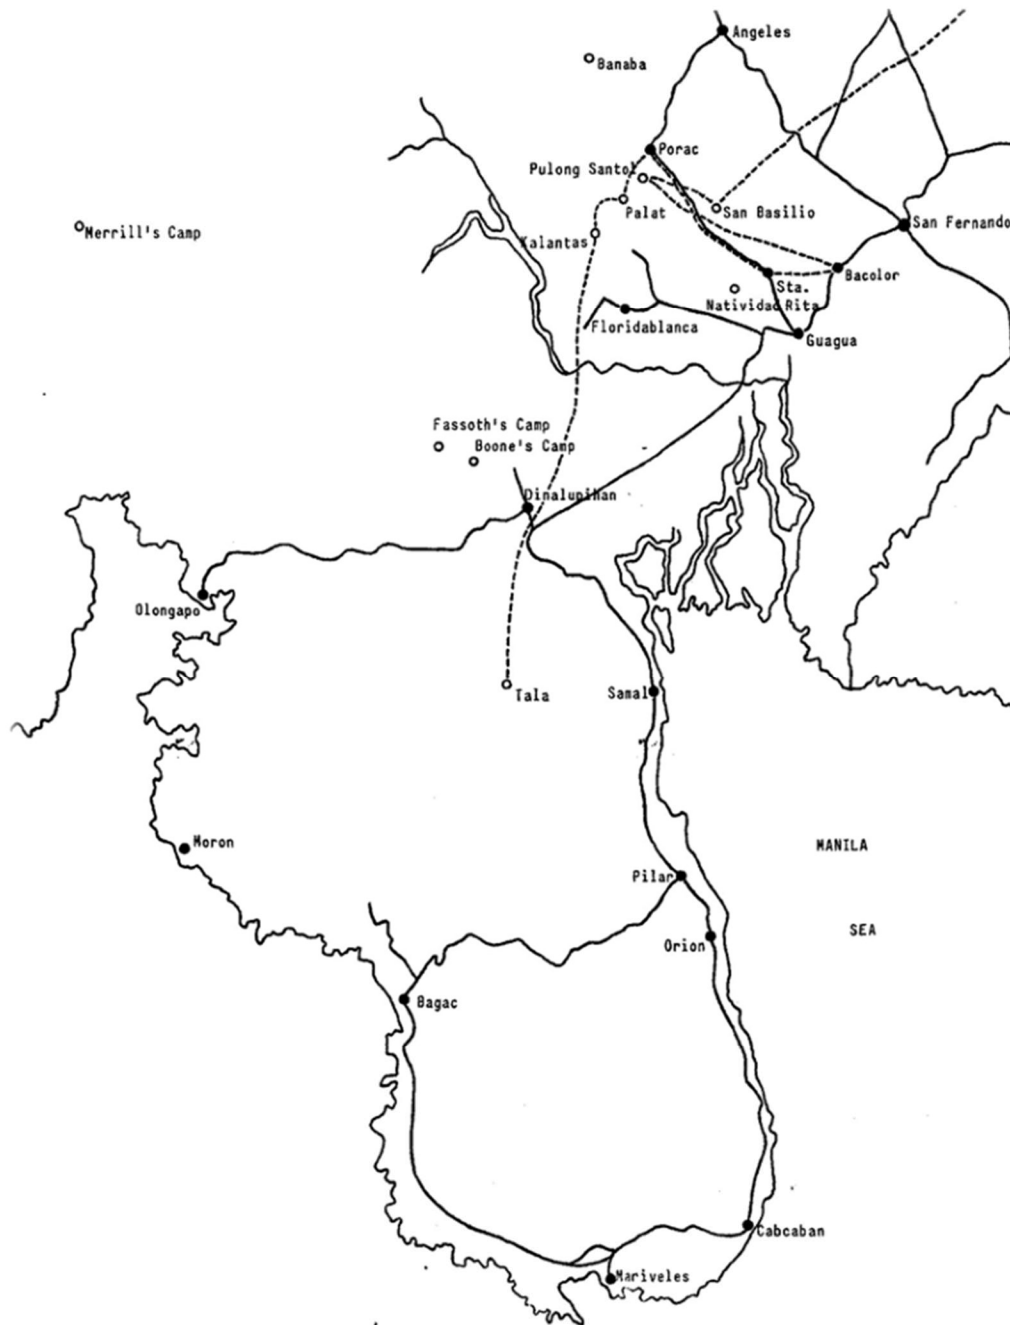 Angeles
Banaba
Porac
Pulong Santol
Palat
San Basilio
Merrill's Camp
San Fernando
Kalantas
Bacolor
Sta.
Natividad Rita
Floridablanca
Guagua
Fassoth's Camp
Boone's Camp
Dinalupihan
Olongapo
Tala
Samal
Moron
MANILA
Pilar
SEA
Orion
Bagac
Cabcaban
Mariveles